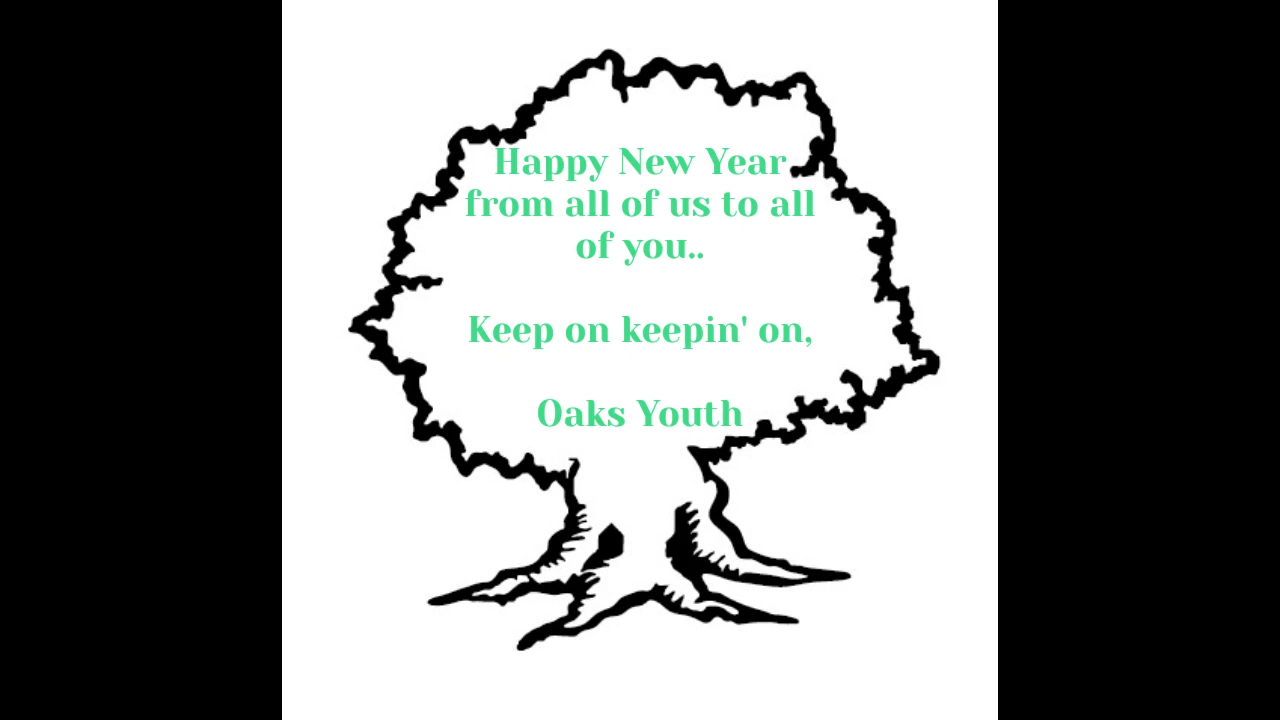 Happy New Year
from all of us to all
of you..
Keep on keepin' on,
Oaks Youth